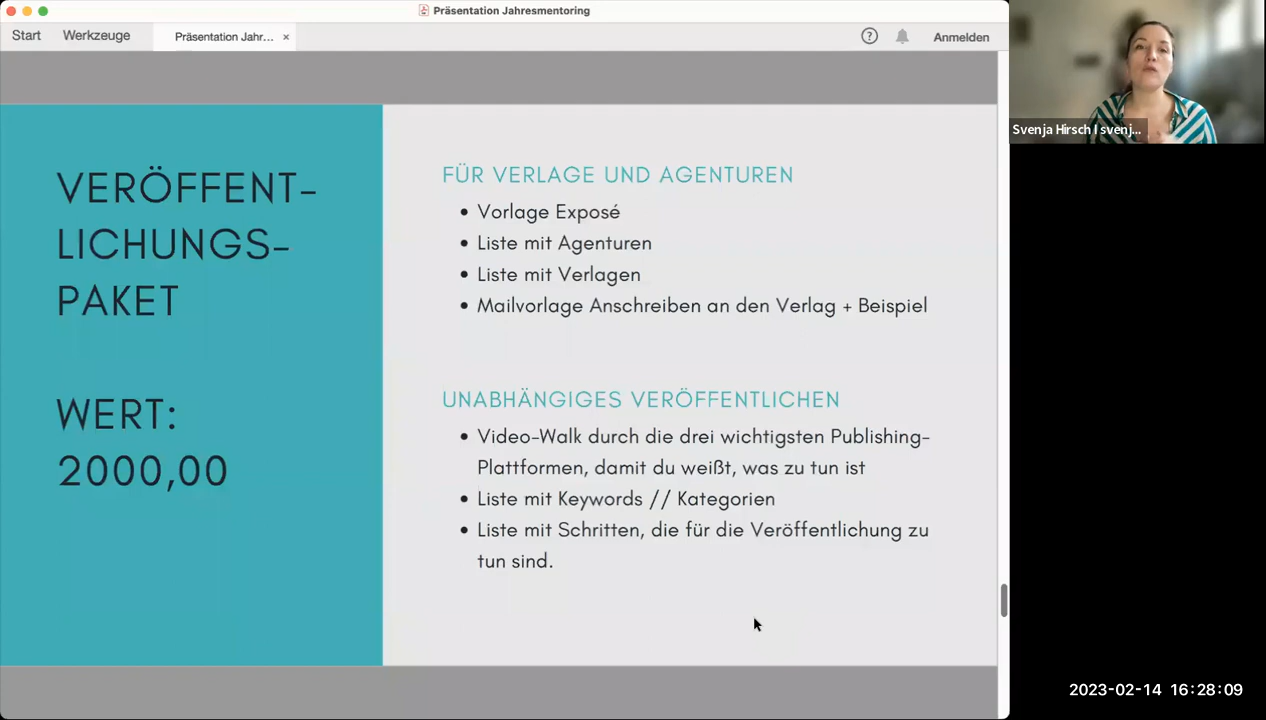 Präsentation Jahresmentoring
Start
Werkzeuge
Präsentation Jahr...
×
?
Anmelden
Svenja Hirsch I svenj...
VERÖFFENT-
LICHUNGS-
PAKET
WERT:
2000,00
FÜR VERLAGE UND AGENTUREN
• Vorlage Exposé
• Liste mit Agenturen
• Liste mit Verlagen
• Mailvorlage Anschreiben an den Verlag + Beispiel
UNABHÄNGIGES VERÖFFENTLICHEN
• Video-Walk durch die drei wichtigsten Publishing-
Plattformen, damit du weißt, was zu tun ist
• Liste mit Keywords // Kategorien
• Liste mit Schritten, die für die Veröffentlichung zu
tun sind.
2023-02-14 16:28:09